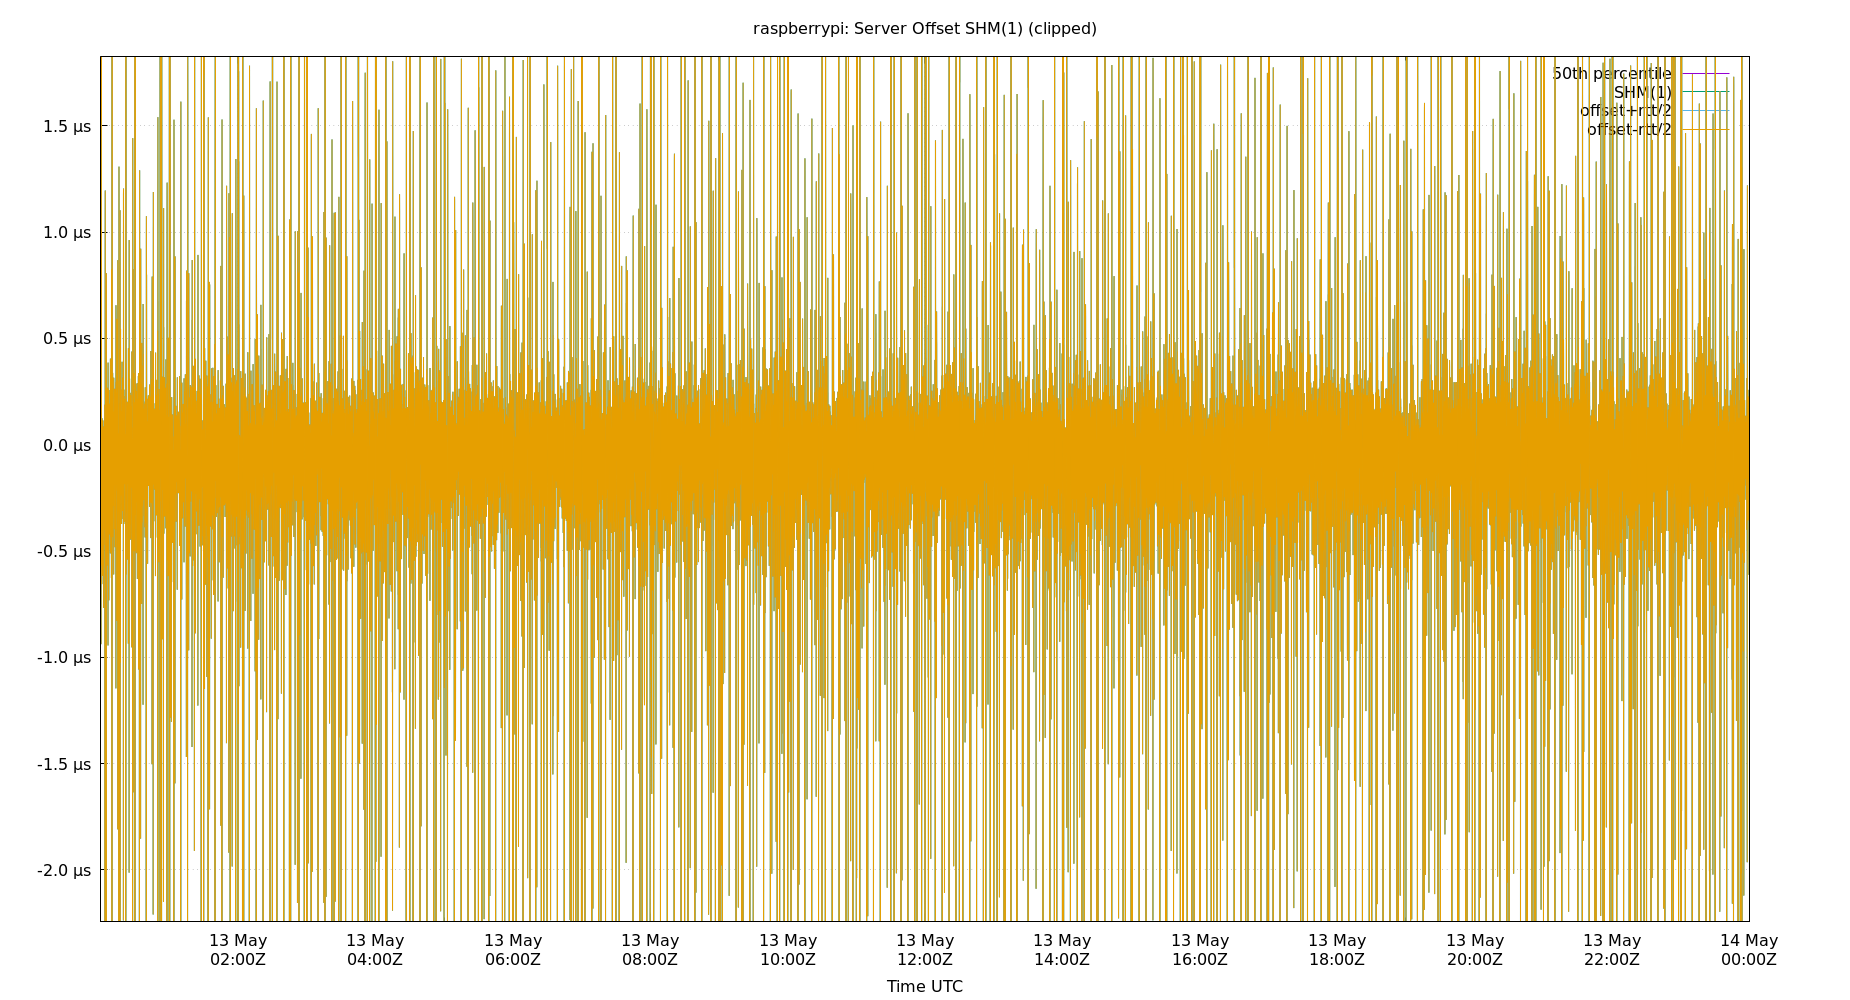 raspberrypi: Server Offset SHM(1) (clipped)
50th percentile
SHM(1)
offset+rtt/2
offset-rtt/2
1.5 µs
1.0 µs
0.5 µs
0.0 µs
-0.5 µs
-1.0 µs
-1.5 µs
-2.0 µs
13 May 13 May 13 May 13 May 13 May 13 May 13 May 13 May 13 May 13 May 13 May 14 May
02:00Z 04:00Z 06:00Z 08:00Z 10:00Z 12:00Z 14:00Z 16:00Z 18:00Z 20:00Z 22:00Z 00:00Z
Time UTC